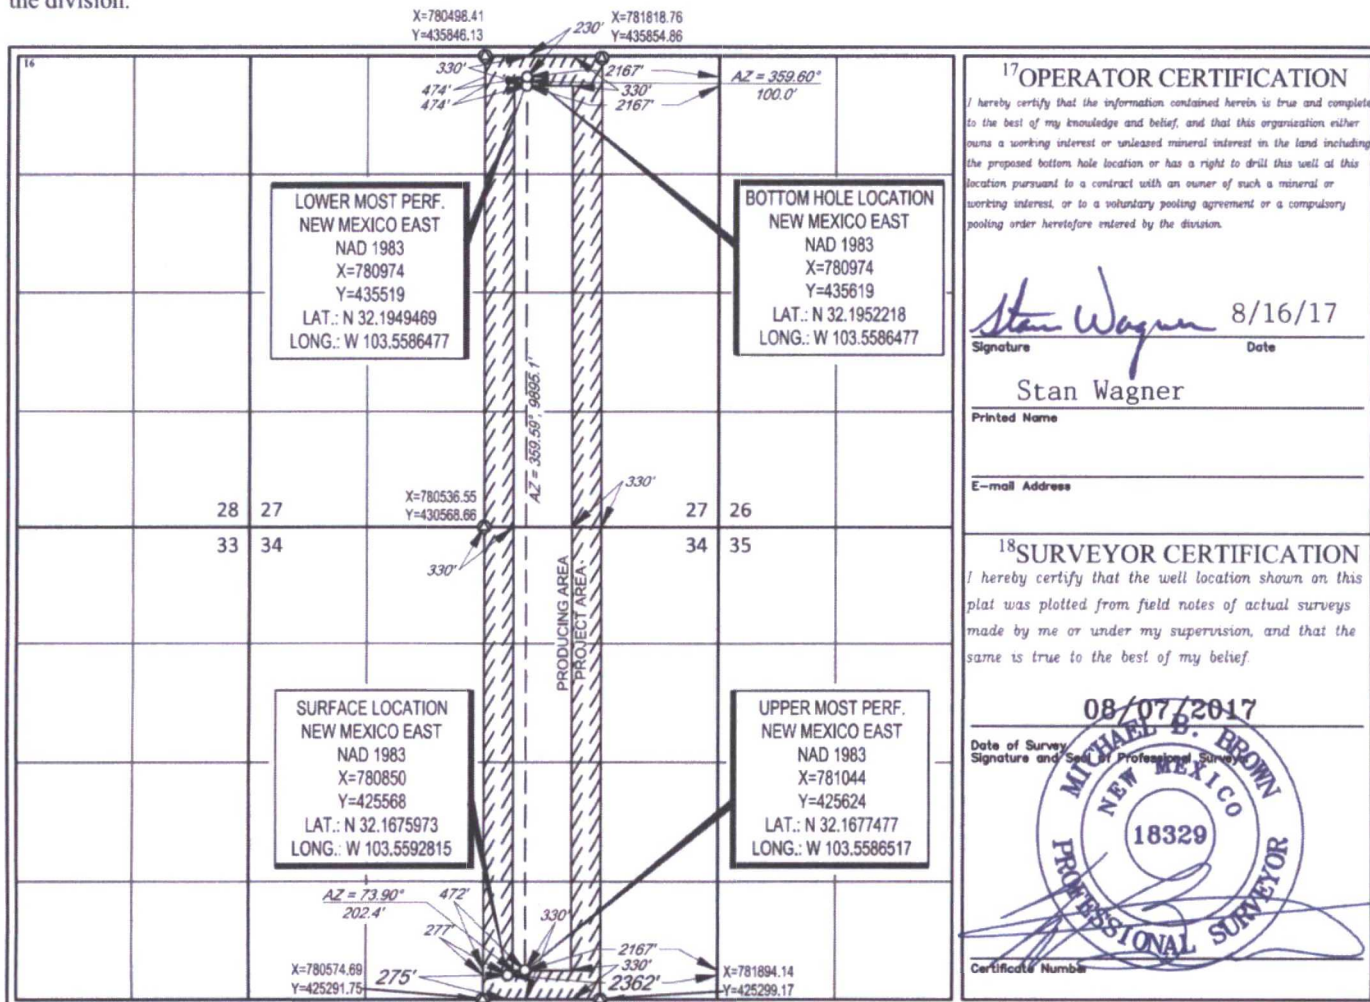 the division.
X=780498.41
Y=435846.13
230'
X=781818.76
Y=435854.86
16
330'
474'
474'
2167'
330'
2167'
AZ = 359.60°
100.0'
LOWER MOST PERF.
NEW MEXICO EAST
NAD 1983
X=780974
Y=435519
LAT.: N 32.1949469
LONG.: W 103.5586477
BOTTOM HOLE LOCATION
NEW MEXICO EAST
NAD 1983
X=780974
Y=435619
LAT.: N 32.1952218
LONG.: W 103.5586477
AZ = 359.59°, 9895.1'
X=780536.55
Y=430568.66
330'
28 27
33 34
27 26
34 35
330'
PRODUCING AREA
PROJECT AREA
SURFACE LOCATION
NEW MEXICO EAST
NAD 1983
X=780850
Y=425568
LAT.: N 32.1675973
LONG.: W 103.5592815
UPPER MOST PERF.
NEW MEXICO EAST
NAD 1983
X=781044
Y=425624
LAT.: N 32.1677477
LONG.: W 103.5586517
AZ = 73.90°
202.4'
472'
277'
330'
2167'
330'
X=780574.69
Y=425291.75
275'
2362'
X=781894.14
Y=425299.17
17 OPERATOR CERTIFICATION
I hereby certify that the information contained herein is true and complete
to the best of my knowledge and belief, and that this organization either
owns a working interest or unleased mineral interest in the land including
the proposed bottom hole location or has a right to drill this well at this
location pursuant to a contract with an owner of such a mineral or
working interest, or to a voluntary pooling agreement or a compulsory
pooling order heretofore entered by the division.
Stan Wagner 8/16/17
Signature Date
Stan Wagner
Printed Name
E-mail Address
18 SURVEYOR CERTIFICATION
I hereby certify that the well location shown on this
plat was plotted from field notes of actual surveys
made by me or under my supervision, and that the
same is true to the best of my belief.
08/07/2017
Date of Survey
Signature and Seal of Professional Surveyor
MICHAEL B. BROWN
NEW MEXICO
18329
PROFESSIONAL SURVEYOR
Certificate Number